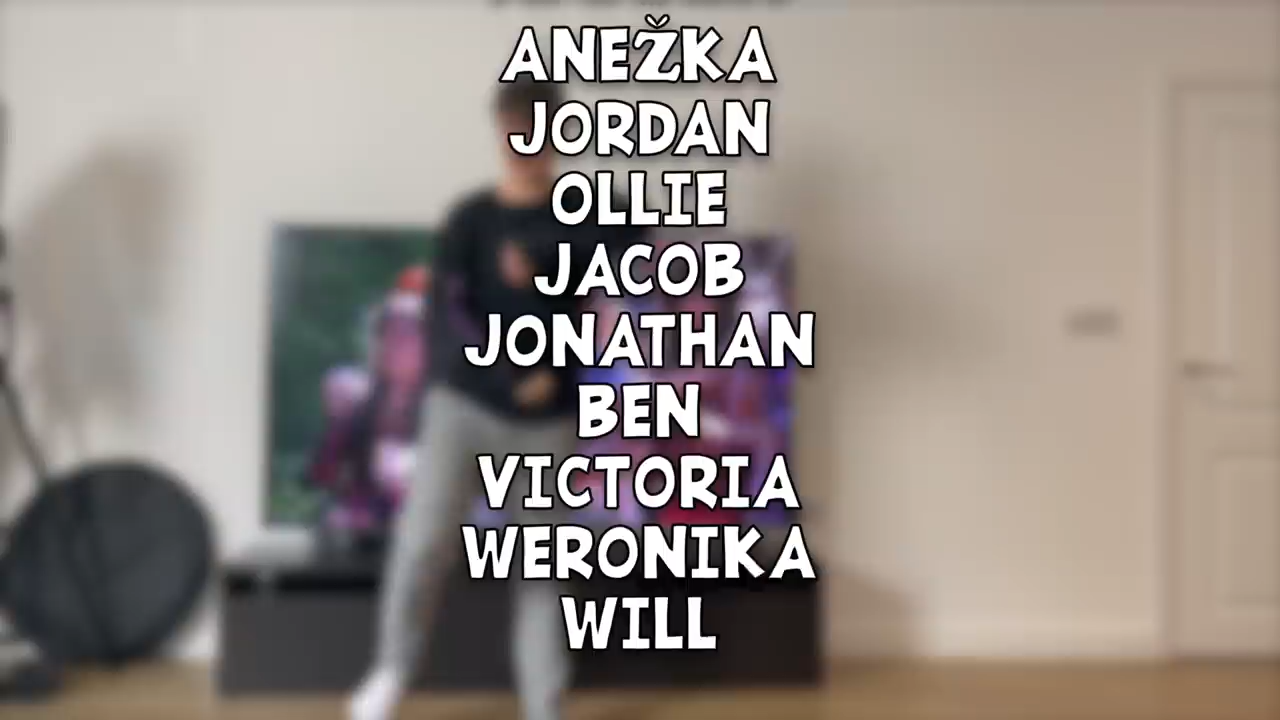 ANEŽKA
JORDAN
OLLIE
JACOB
JONATHAN
BEN
VICTORIA
WERONIKA
WILL